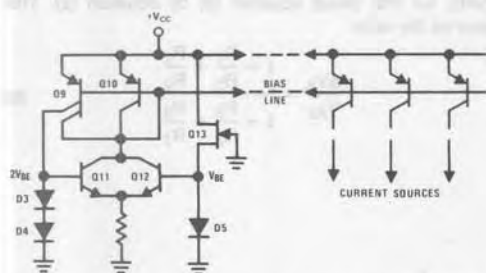 +VCC
Q9
Q10
BIAS
LINE
Q13
2VBE
Q11
Q12
VBE
D3
D4
D5
CURRENT SOURCES